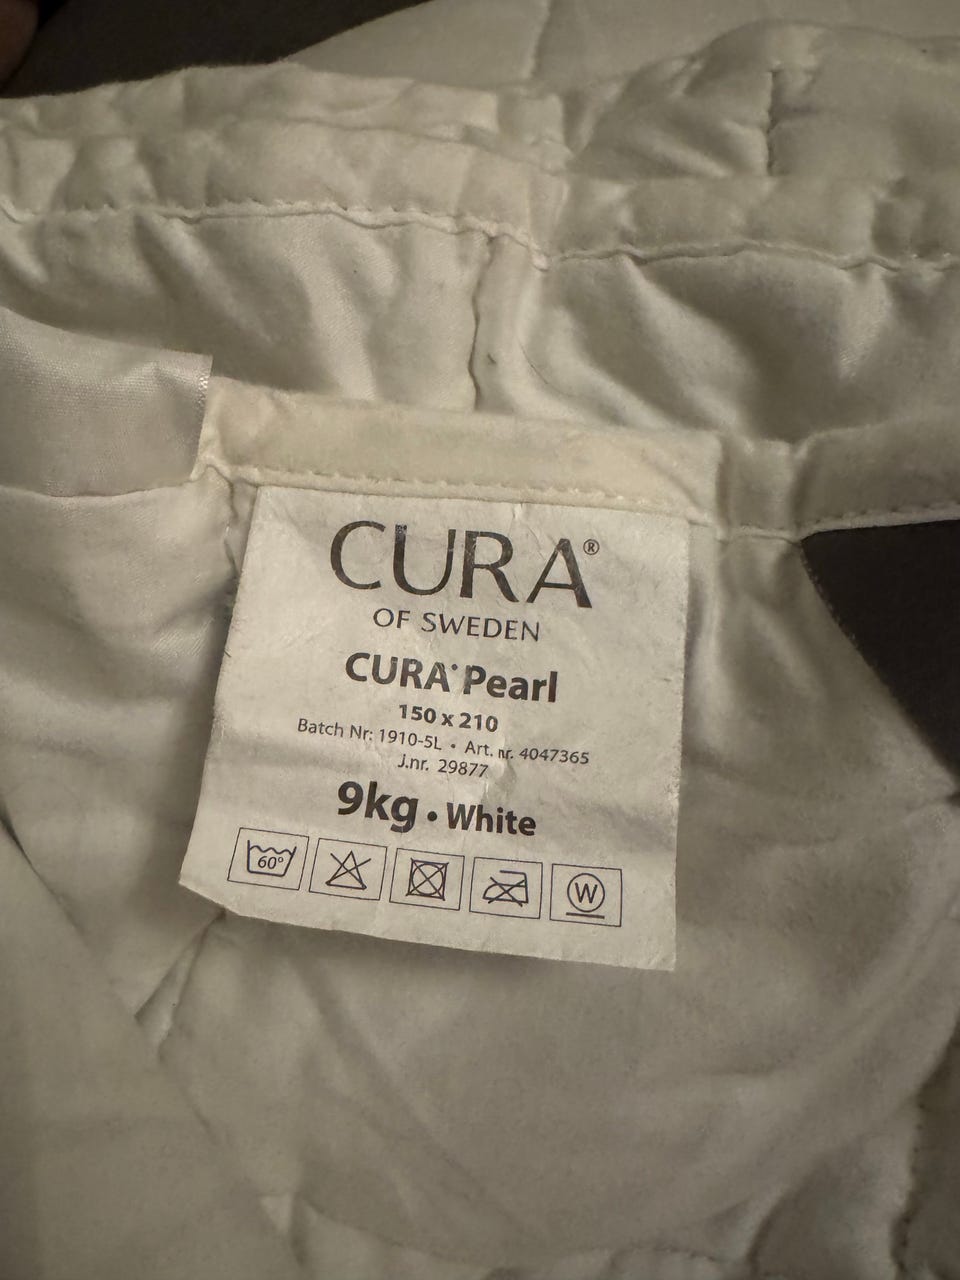 CURA®
OF SWEDEN
CURA® Pearl
150 x 210
Batch Nr: 1910-5L • Art. nr. 4047365
J.nr. 29877
9kg • White
60° W